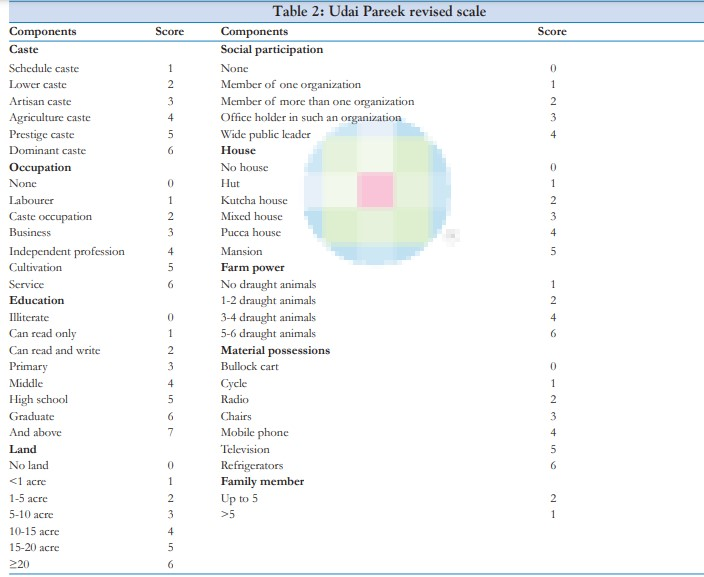 Table 2: Udai Pareek revised scale
Components Score Components Score
Caste Social participation
Schedule caste 1 None 0
Lower caste 2 Member of one organization 1
Artisan caste 3 Member of more than one organization 2
Agriculture caste 4 Office holder in such an organization 3
Prestige caste 5 Wide public leader 4
Dominant caste 6 House
Occupation No house 0
None 0 Hut 1
Labourer 1 Kutcha house 2
Caste occupation 2 Mixed house 3
Business 3 Pucca house 4
Independent profession 4 Mansion 5
Cultivation 5 Farm power
Service 6 No draught animals 1
Education 1-2 draught animals 2
Illiterate 0 3-4 draught animals 4
Can read only 1 5-6 draught animals 6
Can read and write 2 Material possessions
Primary 3 Bullock cart 0
Middle 4 Cycle 1
High school 5 Radio 2
Graduate 6 Chairs 3
And above 7 Mobile phone 4
Land Television 5
No land 0 Refrigerators 6
<1 acre 1 Family member
1-5 acre 2 Up to 5 2
5-10 acre 3 >5 1
10-15 acre 4
15-20 acre 5
≥20 6